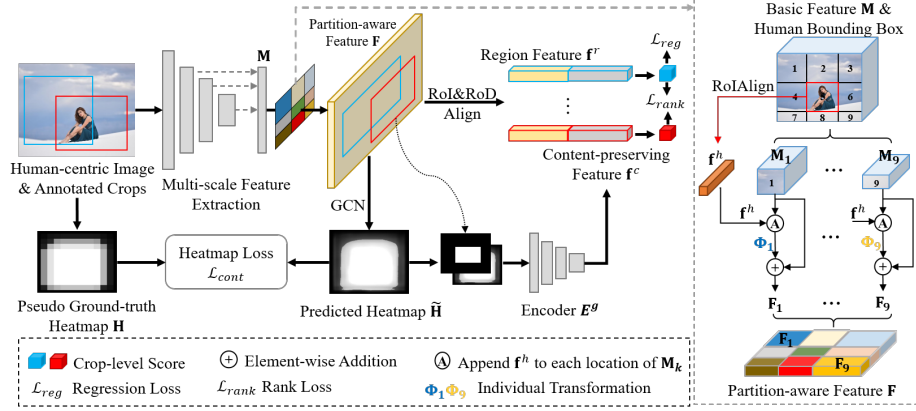 Partition-aware
Feature F
M
Region Feature f^r
ℒ_reg
RoI&RoD
Align
⋮
ℒ_rank
Human-centric Image
& Annotated Crops
Multi-scale Feature
Extraction
Content-preserving
Feature f^c
GCN
Heatmap Loss
ℒ_cont
Pseudo Ground-truth
Heatmap H
Predicted Heatmap H̃
Encoder E^g
Crop-level Score
+ Element-wise Addition
A Append f^h to each location of M_k
ℒ_reg Regression Loss
ℒ_rank Rank Loss
Φ_1 Φ_9 Individual Transformation
Basic Feature M &
Human Bounding Box
1 2 3
4 6
7 8 9
RoIAlign
f^h
M_1 ... M_9
1 9
f^h A ... f^h A
Φ_1 Φ_9
+ ... +
F_1 ... F_9
F_1
F_9
Partition-aware Feature F